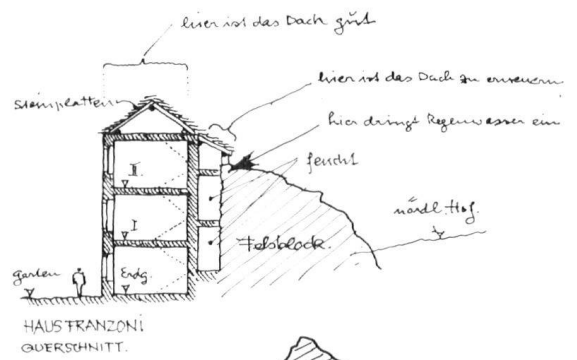 hier ist das Dach gut
hier ist das Dach zu erneuern
Steinplatten
hier dringt Regenwasser ein
feucht
II
nördl. Hof.
I
Felsblock.
garten
Erdg.
HAUS FRANZONI
QUERSCHNITT.